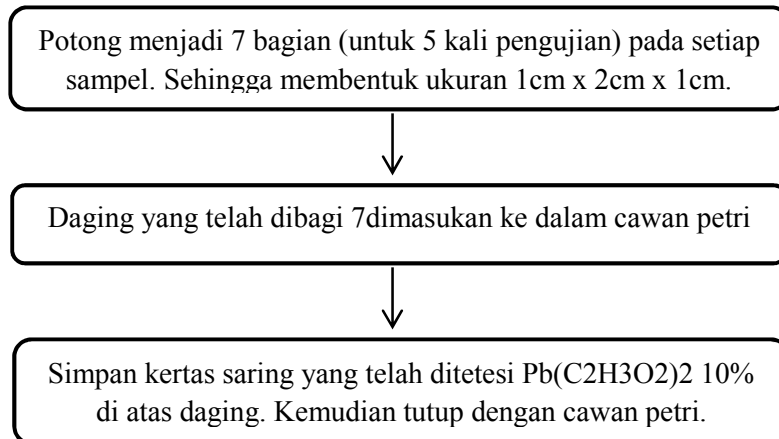 Potong menjadi 7 bagian (untuk 5 kali pengujian) pada setiap
sampel. Sehingga membentuk ukuran 1cm x 2cm x 1cm.
Daging yang telah dibagi 7dimasukan ke dalam cawan petri
Simpan kertas saring yang telah ditetesi Pb(C2H3O2)2 10%
di atas daging. Kemudian tutup dengan cawan petri.